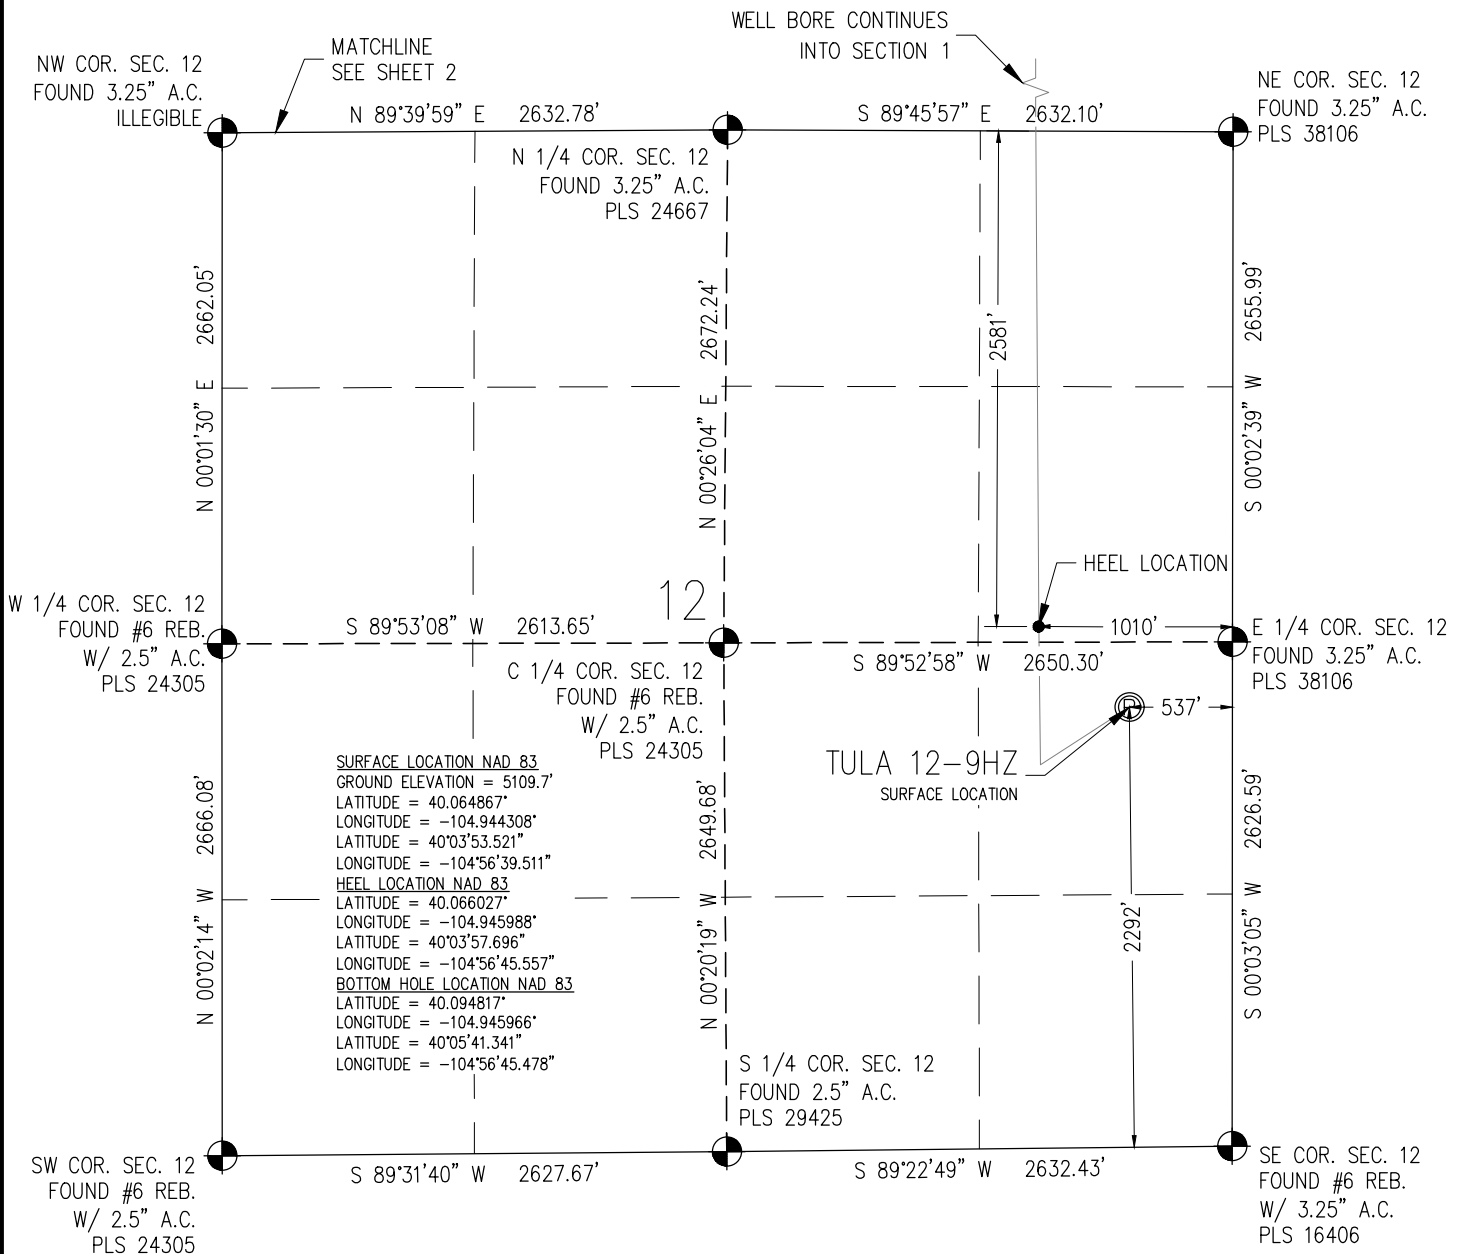 WELL BORE CONTINUES
INTO SECTION 1
MATCHLINE
SEE SHEET 2
NW COR. SEC. 12
FOUND 3.25" A.C.
ILLEGIBLE
N 89°39'59" E 2632.78'
S 89°45'57" E 2632.10'
NE COR. SEC. 12
FOUND 3.25" A.C.
PLS 38106
N 1/4 COR. SEC. 12
FOUND 3.25" A.C.
PLS 24667
N 00°01'30" E 2662.05'
N 00°26'04" E 2672.24'
2581'
S 00°02'39" W 2655.99'
HEEL LOCATION
W 1/4 COR. SEC. 12
FOUND #6 REB.
W/ 2.5" A.C.
PLS 24305
S 89°53'08" W 2613.65'
12
1010'
E 1/4 COR. SEC. 12
FOUND 3.25" A.C.
PLS 38106
C 1/4 COR. SEC. 12
FOUND #6 REB.
W/ 2.5" A.C.
PLS 24305
S 89°52'58" W 2650.30'
P
537'
TULA 12-9HZ
SURFACE LOCATION
SURFACE LOCATION NAD 83
GROUND ELEVATION = 5109.7'
LATITUDE = 40.064867°
LONGITUDE = -104.944308°
LATITUDE = 40°03'53.521"
LONGITUDE = -104°56'39.511"
HEEL LOCATION NAD 83
LATITUDE = 40.066027°
LONGITUDE = -104.945988°
LATITUDE = 40°03'57.696"
LONGITUDE = -104°56'45.557"
BOTTOM HOLE LOCATION NAD 83
LATITUDE = 40.094817°
LONGITUDE = -104.945966°
LATITUDE = 40°05'41.341"
LONGITUDE = -104°56'45.478"
N 00°02'14" W 2666.08'
N 00°20'19" W 2649.68'
2292'
S 00°03'05" W 2626.59'
S 1/4 COR. SEC. 12
FOUND 2.5" A.C.
PLS 29425
SW COR. SEC. 12
FOUND #6 REB.
W/ 2.5" A.C.
PLS 24305
S 89°31'40" W 2627.67'
S 89°22'49" W 2632.43'
SE COR. SEC. 12
FOUND #6 REB.
W/ 3.25" A.C.
PLS 16406